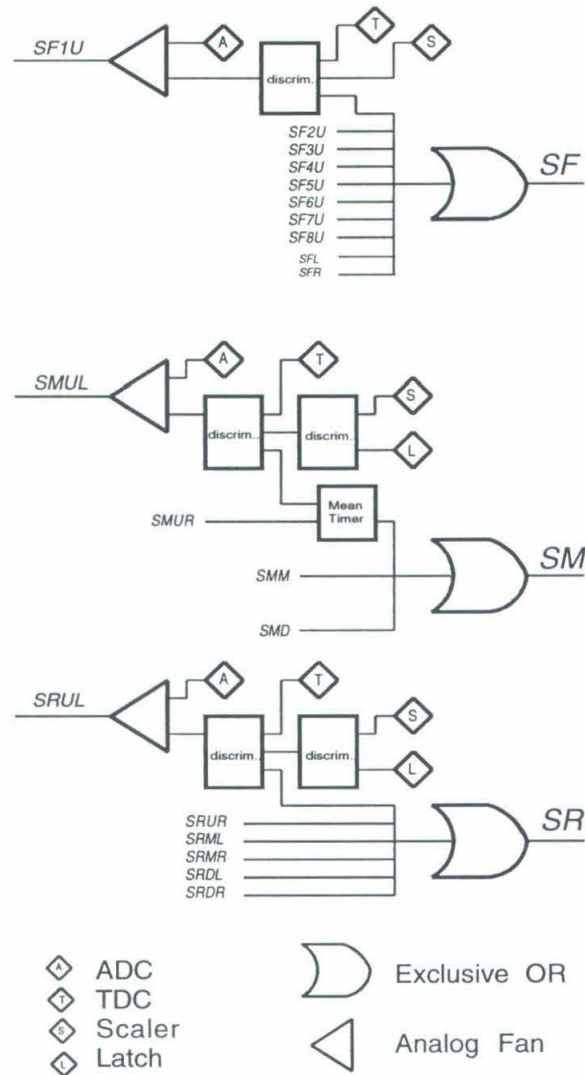 SF1U
A
T
S
discrim.
SF2U
SF3U
SF4U
SF5U
SF6U
SF7U
SF8U
SFL
SFR
SF
SMUL
A
T
S
discrim..
discrim..
L
Mean
Timer
SMUR
SMM
SMD
SM
SRUL
A
T
S
discrim..
discrim..
L
SRUR
SRML
SRMR
SRDL
SRDR
SR
A ADC
T TDC
S Scaler
L Latch
Exclusive OR
Analog Fan